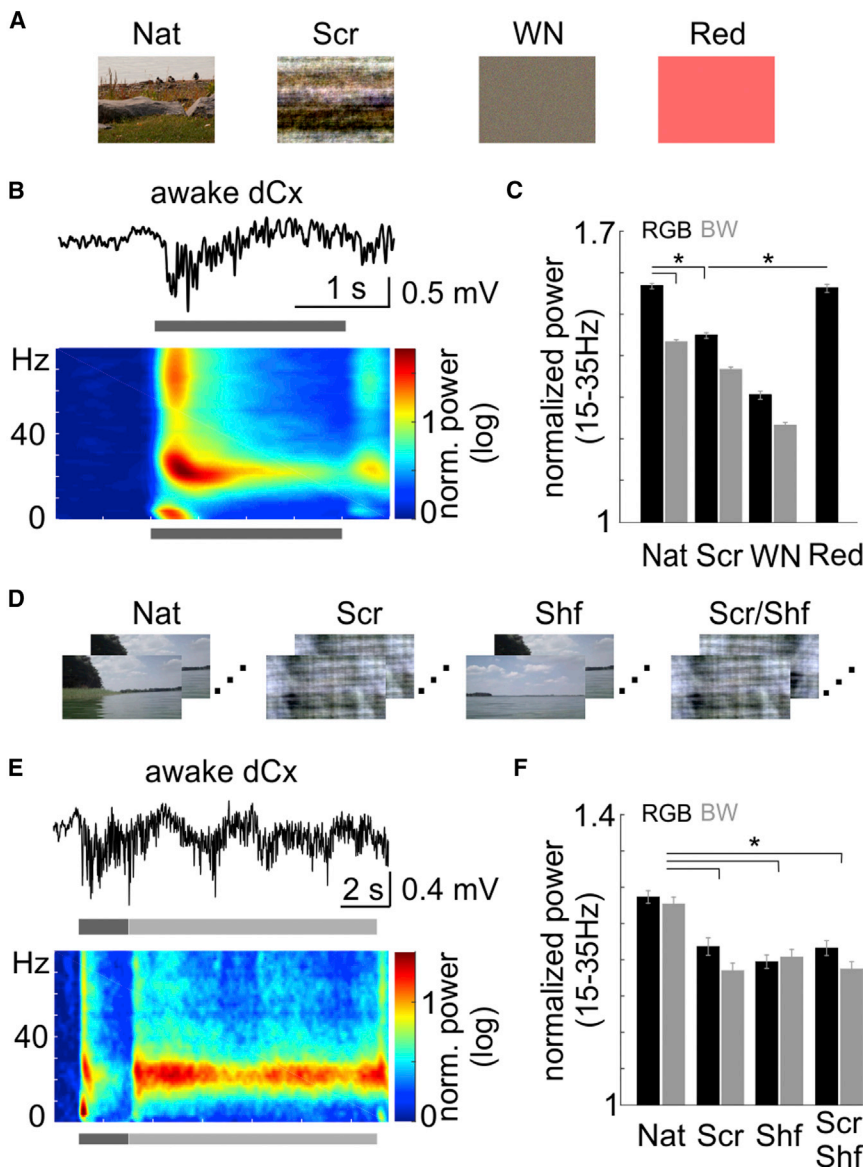 A
Nat Scr WN Red
B
awake dCx
1 s
0.5 mV
Hz
40
0
1
0
norm. power
(log)
C
1.7
RGB BW
* *
normalized power
(15-35Hz)
1
Nat Scr WN Red
D
Nat Scr Shf Scr/Shf
E
awake dCx
2 s
0.4 mV
Hz
40
0
1
0
norm. power
(log)
F
1.4
RGB BW
*
normalized power
(15-35Hz)
1
Nat Scr Shf Scr
Shf